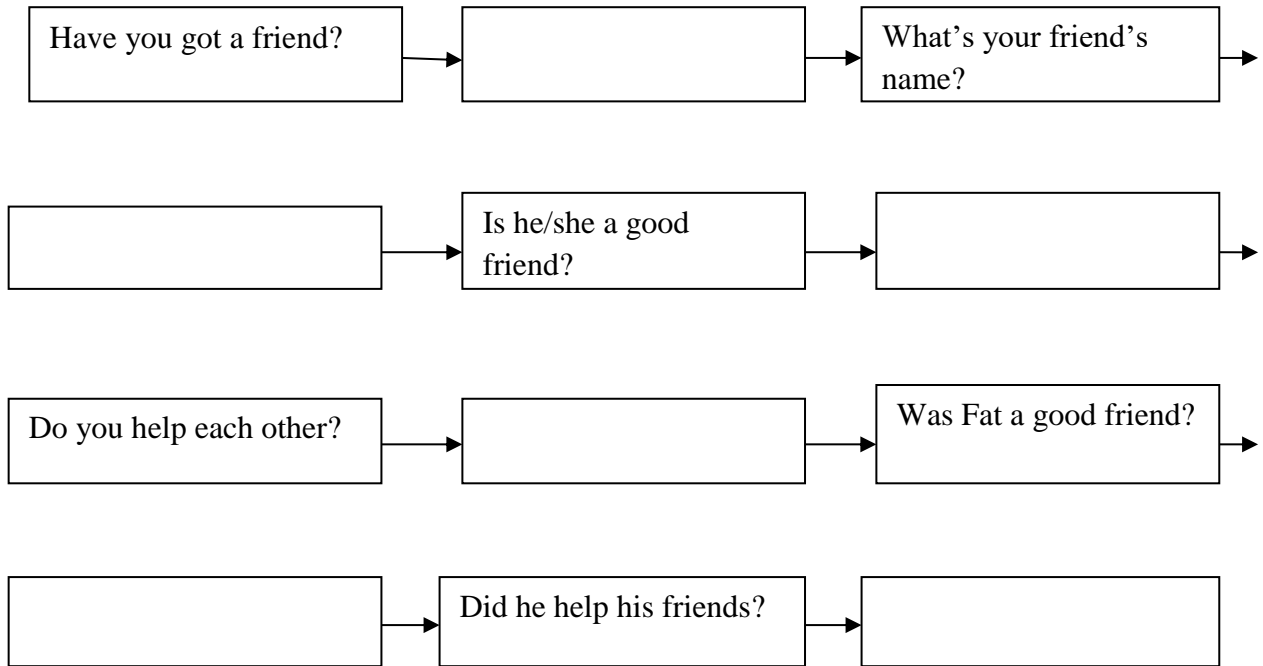 Have you got a friend?
What’s your friend’s
name?
Is he/she a good
friend?
Do you help each other?
Was Fat a good friend?
Did he help his friends?